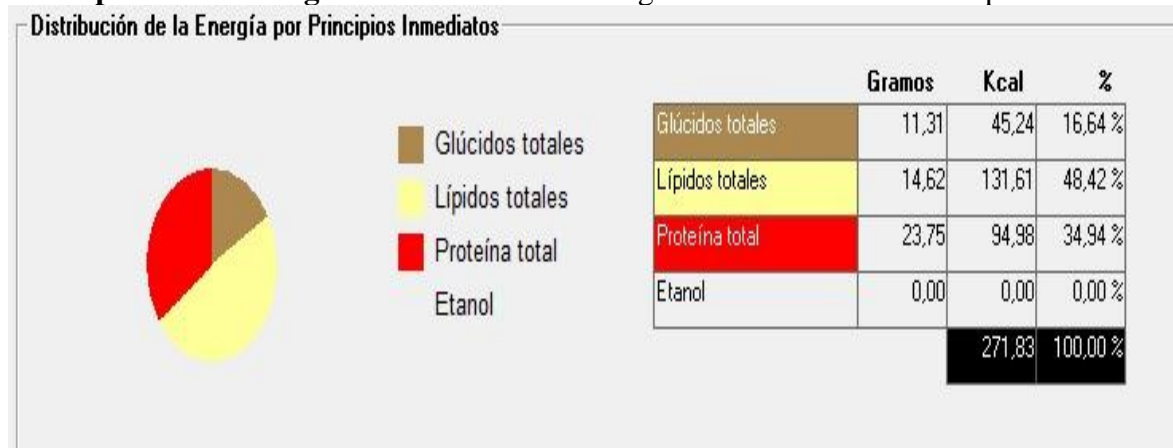 Distribución de la Energía por Principios Inmediatos
Gramos Kcal %
Glúcidos totales
Lípidos totales
Proteína total
Etanol
Glúcidos totales 11,31 45,24 16,64 %
Lípidos totales 14,62 131,61 48,42 %
Proteína total 23,75 94,98 34,94 %
Etanol 0,00 0,00 0,00 %
271,83 100,00 %